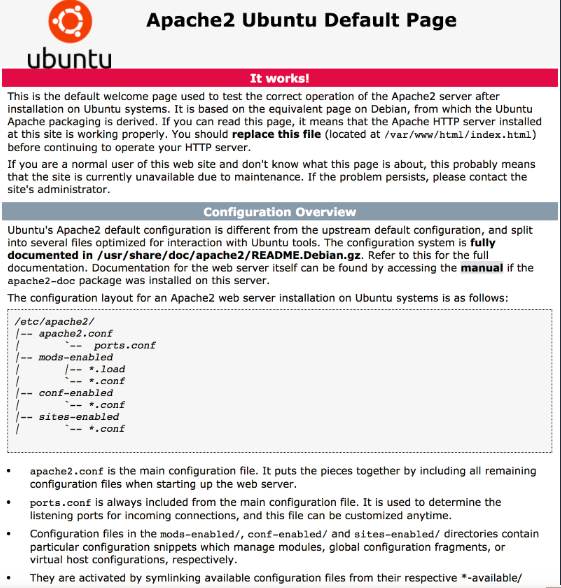 Apache2 Ubuntu Default Page
ubuntu
It works!
This is the default welcome page used to test the correct operation of the Apache2 server after
installation on Ubuntu systems. It is based on the equivalent page on Debian, from which the Ubuntu
Apache packaging is derived. If you can read this page, it means that the Apache HTTP server installed
at this site is working properly. You should replace this file (located at /var/www/html/index.html)
before continuing to operate your HTTP server.
If you are a normal user of this web site and don't know what this page is about, this probably means
that the site is currently unavailable due to maintenance. If the problem persists, please contact the
site's administrator.
Configuration Overview
Ubuntu's Apache2 default configuration is different from the upstream default configuration, and split
into several files optimized for interaction with Ubuntu tools. The configuration system is fully
documented in /usr/share/doc/apache2/README.Debian.gz. Refer to this for the full
documentation. Documentation for the web server itself can be found by accessing the manual if the
apache2-doc package was installed on this server.
The configuration layout for an Apache2 web server installation on Ubuntu systems is as follows:
/etc/apache2/
|-- apache2.conf
|       `--  ports.conf
|-- mods-enabled
|       |-- *.load
|       `-- *.conf
|-- conf-enabled
|       `-- *.conf
|-- sites-enabled
|       `-- *.conf
• apache2.conf is the main configuration file. It puts the pieces together by including all remaining
configuration files when starting up the web server.
• ports.conf is always included from the main configuration file. It is used to determine the
listening ports for incoming connections, and this file can be customized anytime.
• Configuration files in the mods-enabled/, conf-enabled/ and sites-enabled/ directories contain
particular configuration snippets which manage modules, global configuration fragments, or
virtual host configurations, respectively.
• They are activated by symlinking available configuration files from their respective *-available/